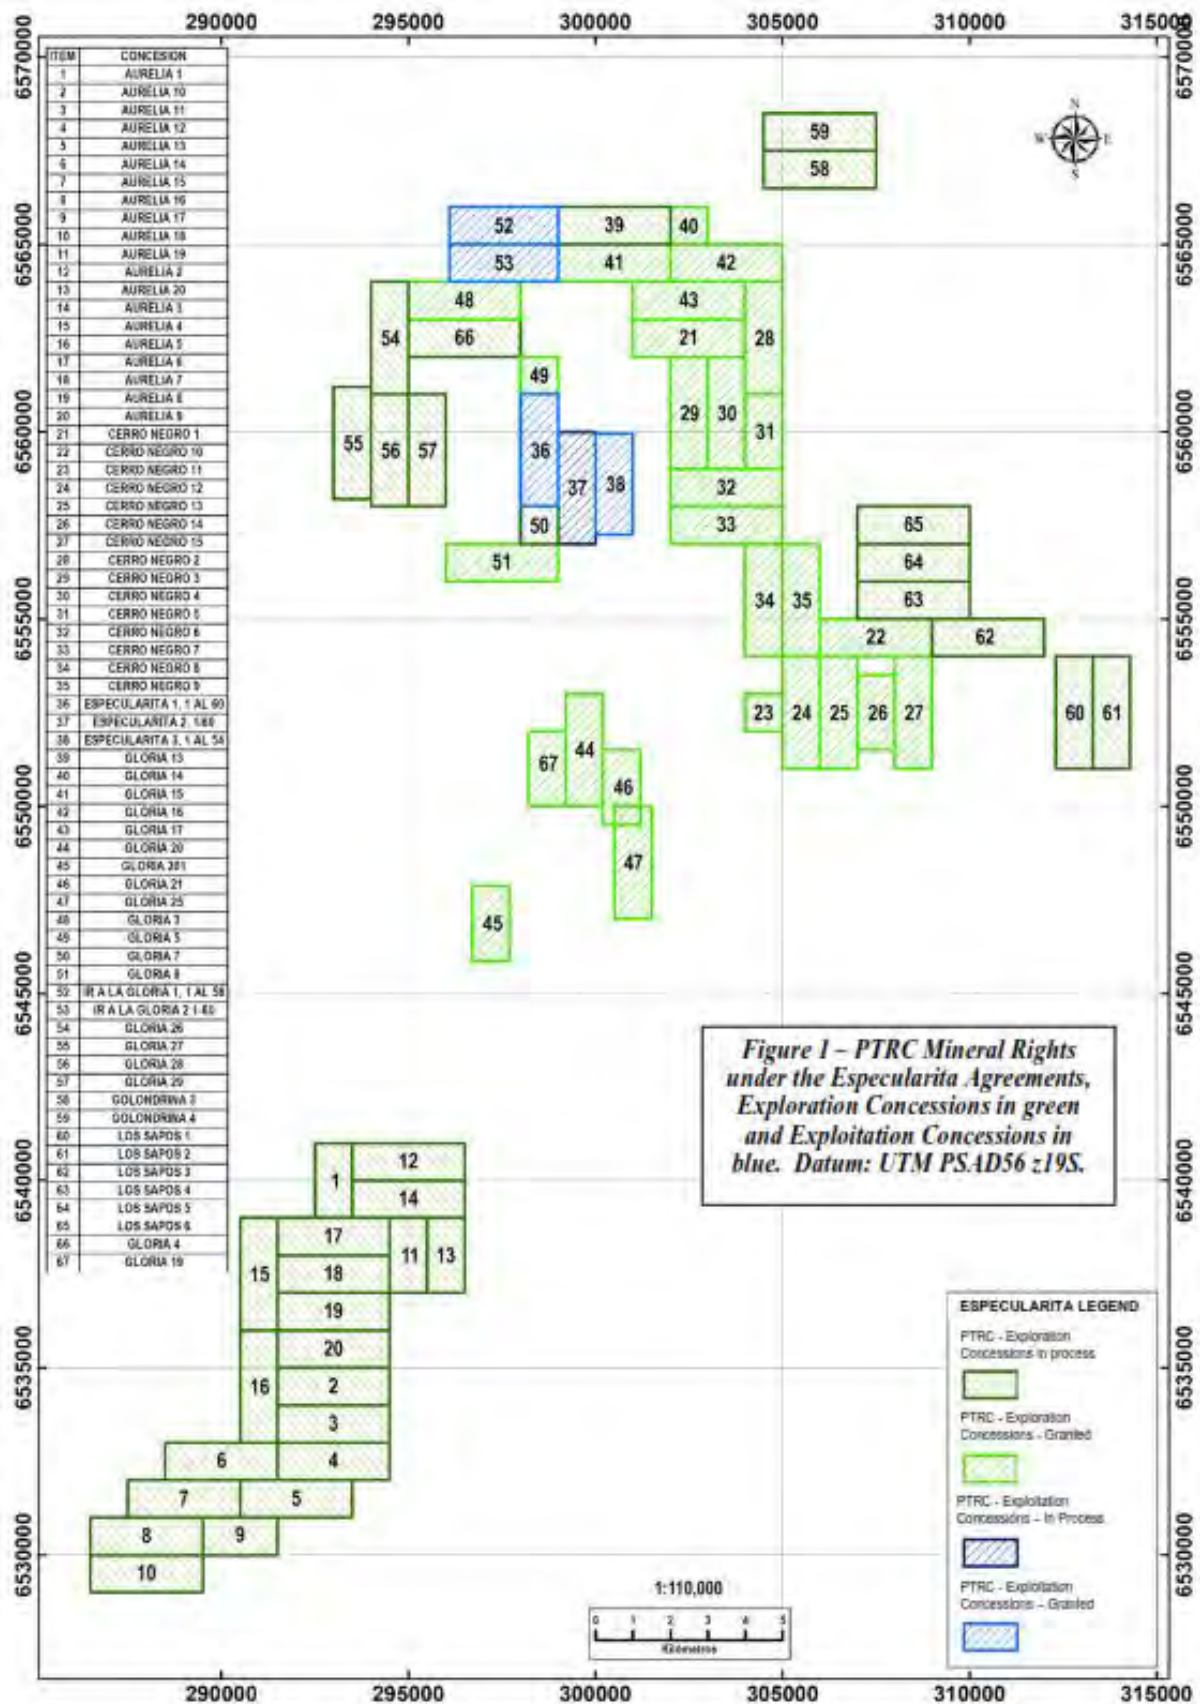 290000 295000 300000 305000 310000 315000
6570000
6565000
6560000
6555000
6550000
6545000
6540000
6535000
6530000
ITEM CONCESION
1 AURELIA 1
2 AURELIA 10
3 AURELIA 11
4 AURELIA 12
5 AURELIA 13
6 AURELIA 14
7 AURELIA 15
8 AURELIA 16
9 AURELIA 17
10 AURELIA 18
11 AURELIA 19
12 AURELIA 2
13 AURELIA 20
14 AURELIA 3
15 AURELIA 4
16 AURELIA 5
17 AURELIA 6
18 AURELIA 7
19 AURELIA 8
20 AURELIA 9
21 CERRO NEGRO 1
22 CERRO NEGRO 10
23 CERRO NEGRO 11
24 CERRO NEGRO 12
25 CERRO NEGRO 13
26 CERRO NEGRO 14
27 CERRO NEGRO 15
28 CERRO NEGRO 2
29 CERRO NEGRO 3
30 CERRO NEGRO 4
31 CERRO NEGRO 5
32 CERRO NEGRO 6
33 CERRO NEGRO 7
34 CERRO NEGRO 8
35 CERRO NEGRO 9
36 ESPECULARITA 1, 1 AL 60
37 ESPECULARITA 2, 1-60
38 ESPECULARITA 3, 1 AL 54
39 GLORIA 13
40 GLORIA 14
41 GLORIA 15
42 GLORIA 16
43 GLORIA 17
44 GLORIA 20
45 GLORIA 201
46 GLORIA 21
47 GLORIA 25
48 GLORIA 3
49 GLORIA 5
50 GLORIA 7
51 GLORIA 8
52 IR A LA GLORIA 1, 1 AL 58
53 IR A LA GLORIA 2 1-60
54 GLORIA 26
55 GLORIA 27
56 GLORIA 28
57 GLORIA 29
58 GOLONDRINA 3
59 GOLONDRINA 4
60 LOS SAPOS 1
61 LOS SAPOS 2
62 LOS SAPOS 3
63 LOS SAPOS 4
64 LOS SAPOS 5
65 LOS SAPOS 6
66 GLORIA 4
67 GLORIA 19
N
W E
S
59
58
52 39 40
53 41 42
48 43
54 66 21 28
49
29 30 31
55 56 57 36
37 38 32
50 33
51
65
64
63
34 35
22 62
23 24 25 26 27 60 61
67 44
46
47
45
Figure 1 – PTRC Mineral Rights
under the Especularita Agreements,
Exploration Concessions in green
and Exploitation Concessions in
blue. Datum: UTM PSAD56 z19S.
1 12
14
17
15 18 11 13
19
20
16 2
3
6 4
7 5
8 9
10
ESPECULARITA LEGEND
PTRC - Exploration
Concessions in process
PTRC - Exploration
Concessions - Granted
PTRC - Exploitation
Concessions – In Process
PTRC - Exploitation
Concessions – Granted
1:110,000
0 1 2 3 4 5
Kilometros
6570000
6565000
6560000
6555000
6550000
6545000
6540000
6535000
6530000
290000 295000 300000 305000 310000 315000